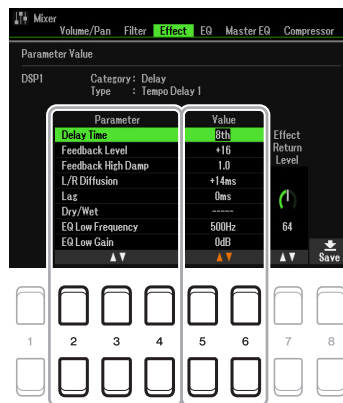 Mixer
Volume/Pan Filter Effect EQ Master EQ Compressor
Parameter Value
DSP1 Category : Delay
Type : Tempo Delay 1
Parameter Value
Delay Time 8th
Feedback Level +16
Feedback High Damp 1.0
L/R Diffusion +14ms
Lag 0ms
Dry/Wet -----
EQ Low Frequency 500Hz
EQ Low Gain 0dB
Effect
Return
Level
64
Save
1 2 3 4 5 6 7 8